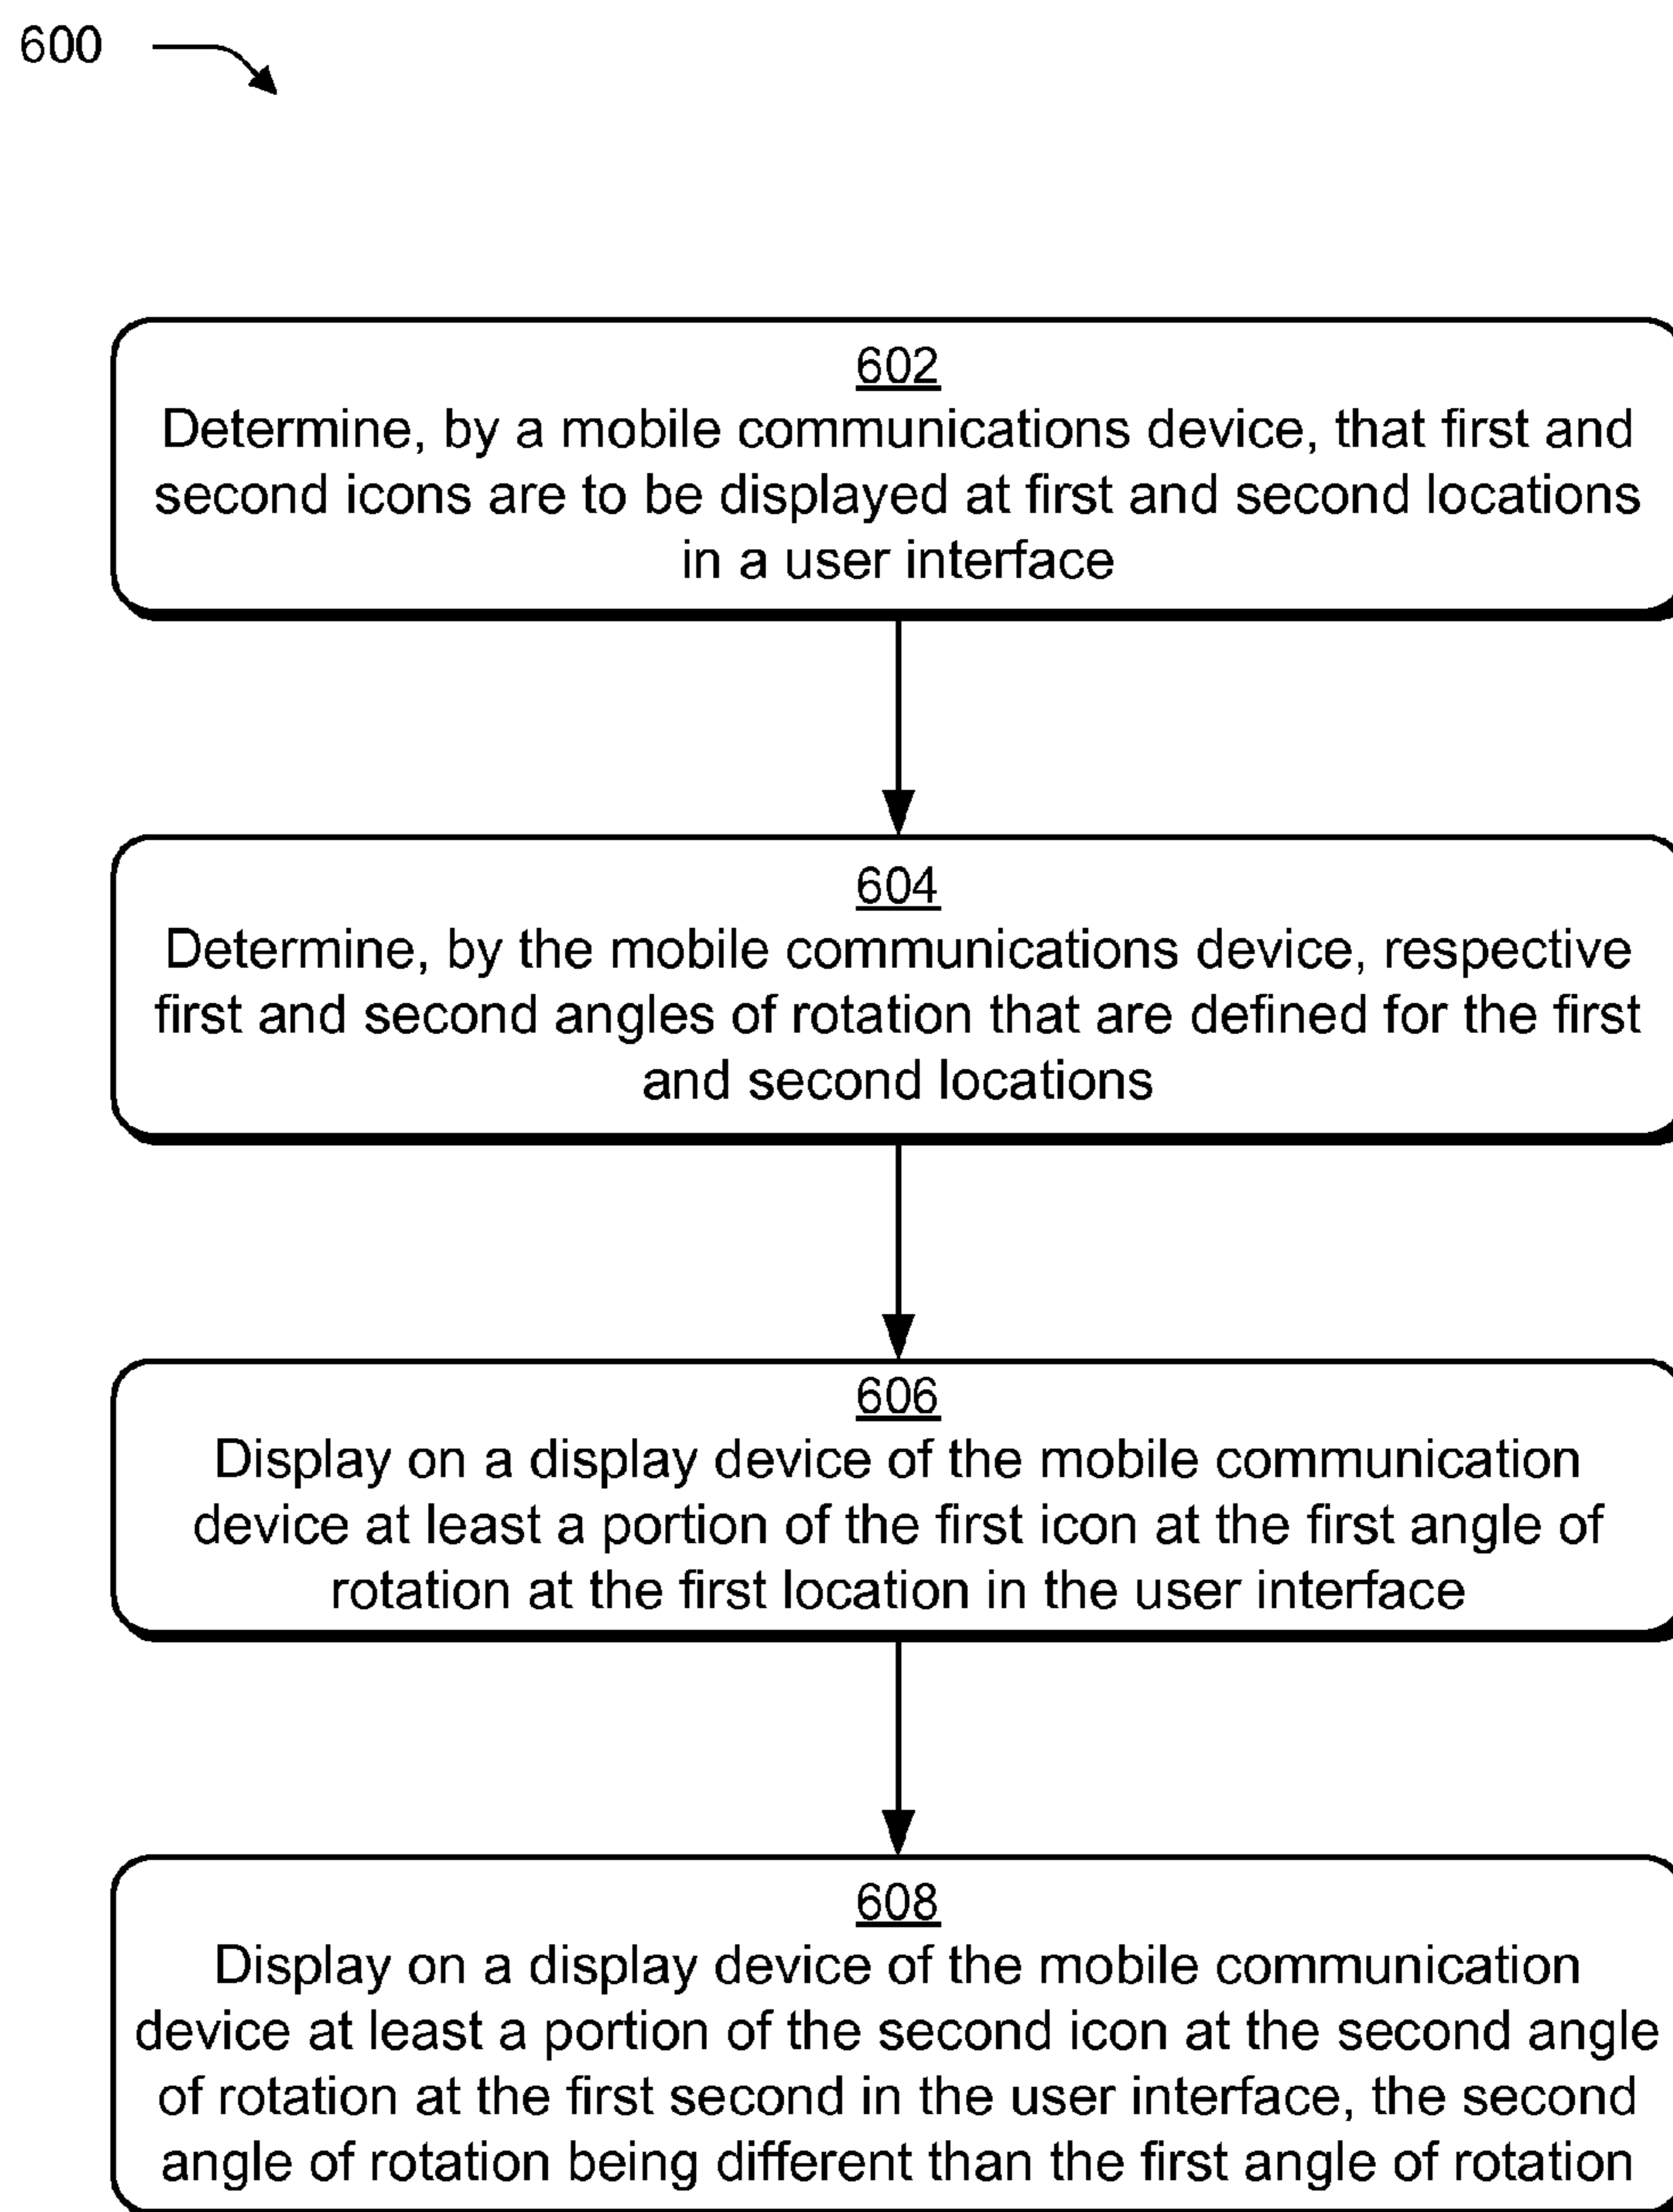 600
602
Determine, by a mobile communications device, that first and
second icons are to be displayed at first and second locations
in a user interface
604
Determine, by the mobile communications device, respective
first and second angles of rotation that are defined for the first
and second locations
606
Display on a display device of the mobile communication
device at least a portion of the first icon at the first angle of
rotation at the first location in the user interface
608
Display on a display device of the mobile communication
device at least a portion of the second icon at the second angle
of rotation at the first second in the user interface, the second
angle of rotation being different than the first angle of rotation